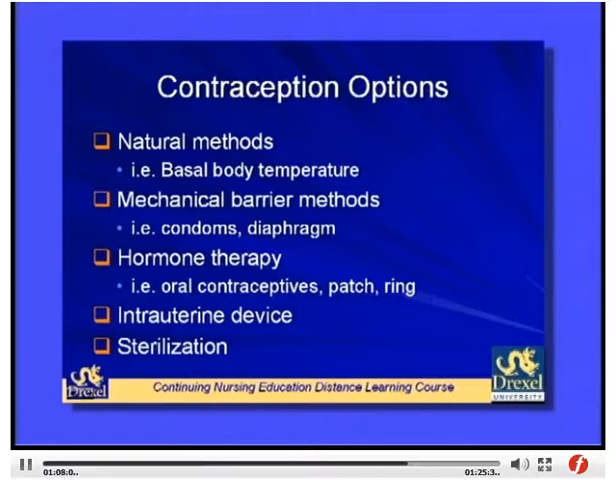 Contraception Options
Natural methods
i.e. Basal body temperature
Mechanical barrier methods
i.e. condoms, diaphragm
Hormone therapy
i.e. oral contraceptives, patch, ring
Intrauterine device
Sterilization
Drexel
Continuing Nursing Education Distance Learning Course
Drexel
UNIVERSITY
01:08:0..
01:25:3..